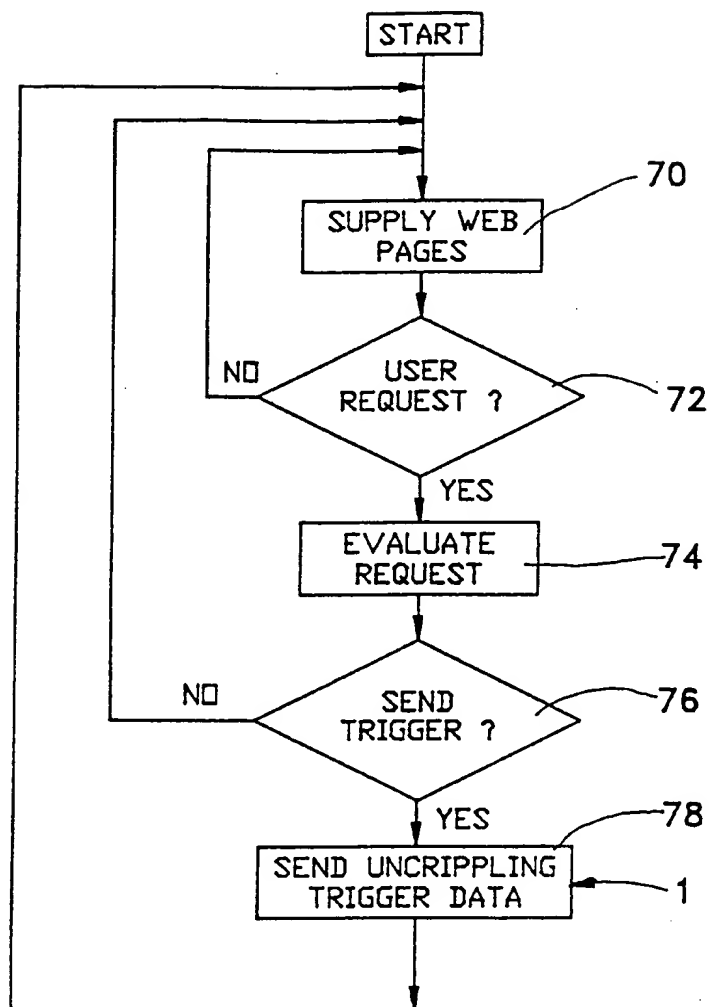 START
70
SUPPLY WEB
PAGES
NO
USER
REQUEST ?
72
YES
EVALUATE
REQUEST
74
NO
SEND
TRIGGER ?
76
YES
78
SEND UNCRIPPLING
TRIGGER DATA
1